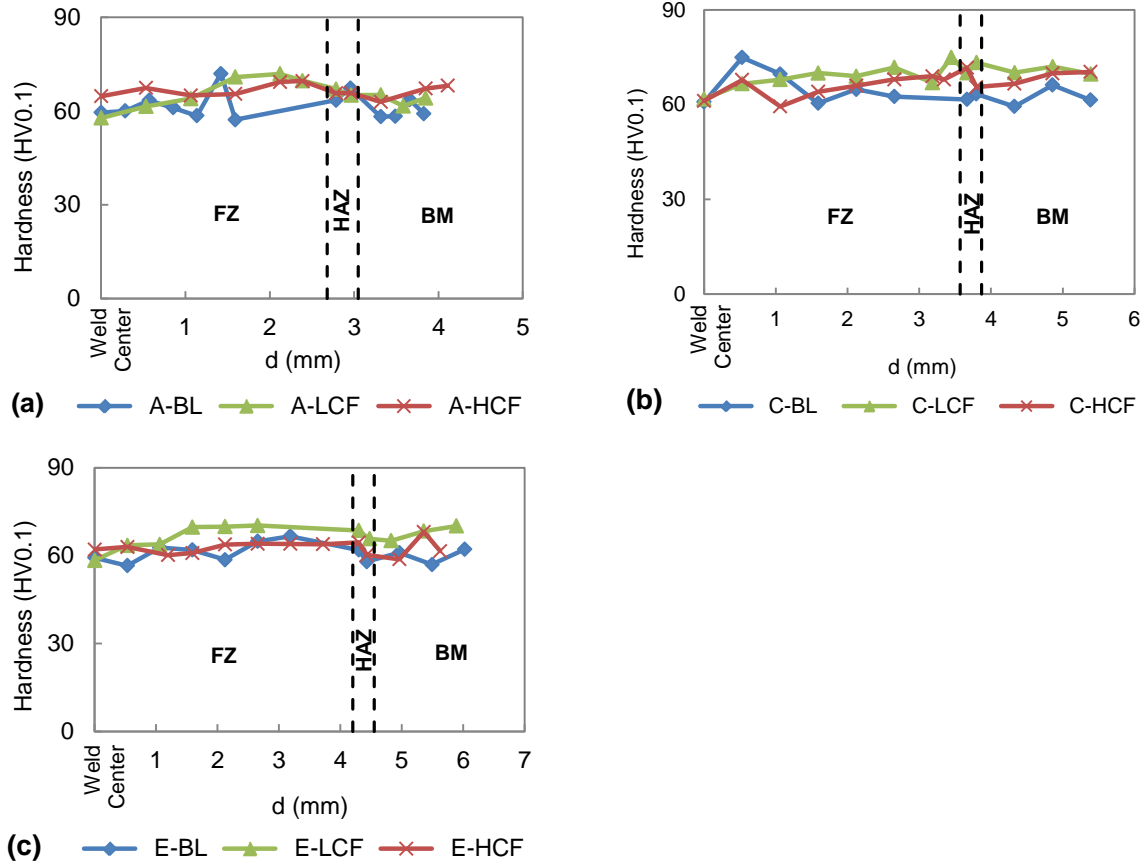 90
60
30
0
Hardness (HV0.1)
FZ
HAZ
BM
Weld
Center
1 2 3 4 5
d (mm)
(a) A-BL A-LCF A-HCF
90
60
30
0
Hardness (HV0.1)
FZ
HAZ
BM
Weld
Center
1 2 3 4 5 6
d (mm)
(b) C-BL C-LCF C-HCF
90
60
30
0
Hardness (HV0.1)
FZ
HAZ
BM
Weld
Center
1 2 3 4 5 6 7
d (mm)
(c) E-BL E-LCF E-HCF